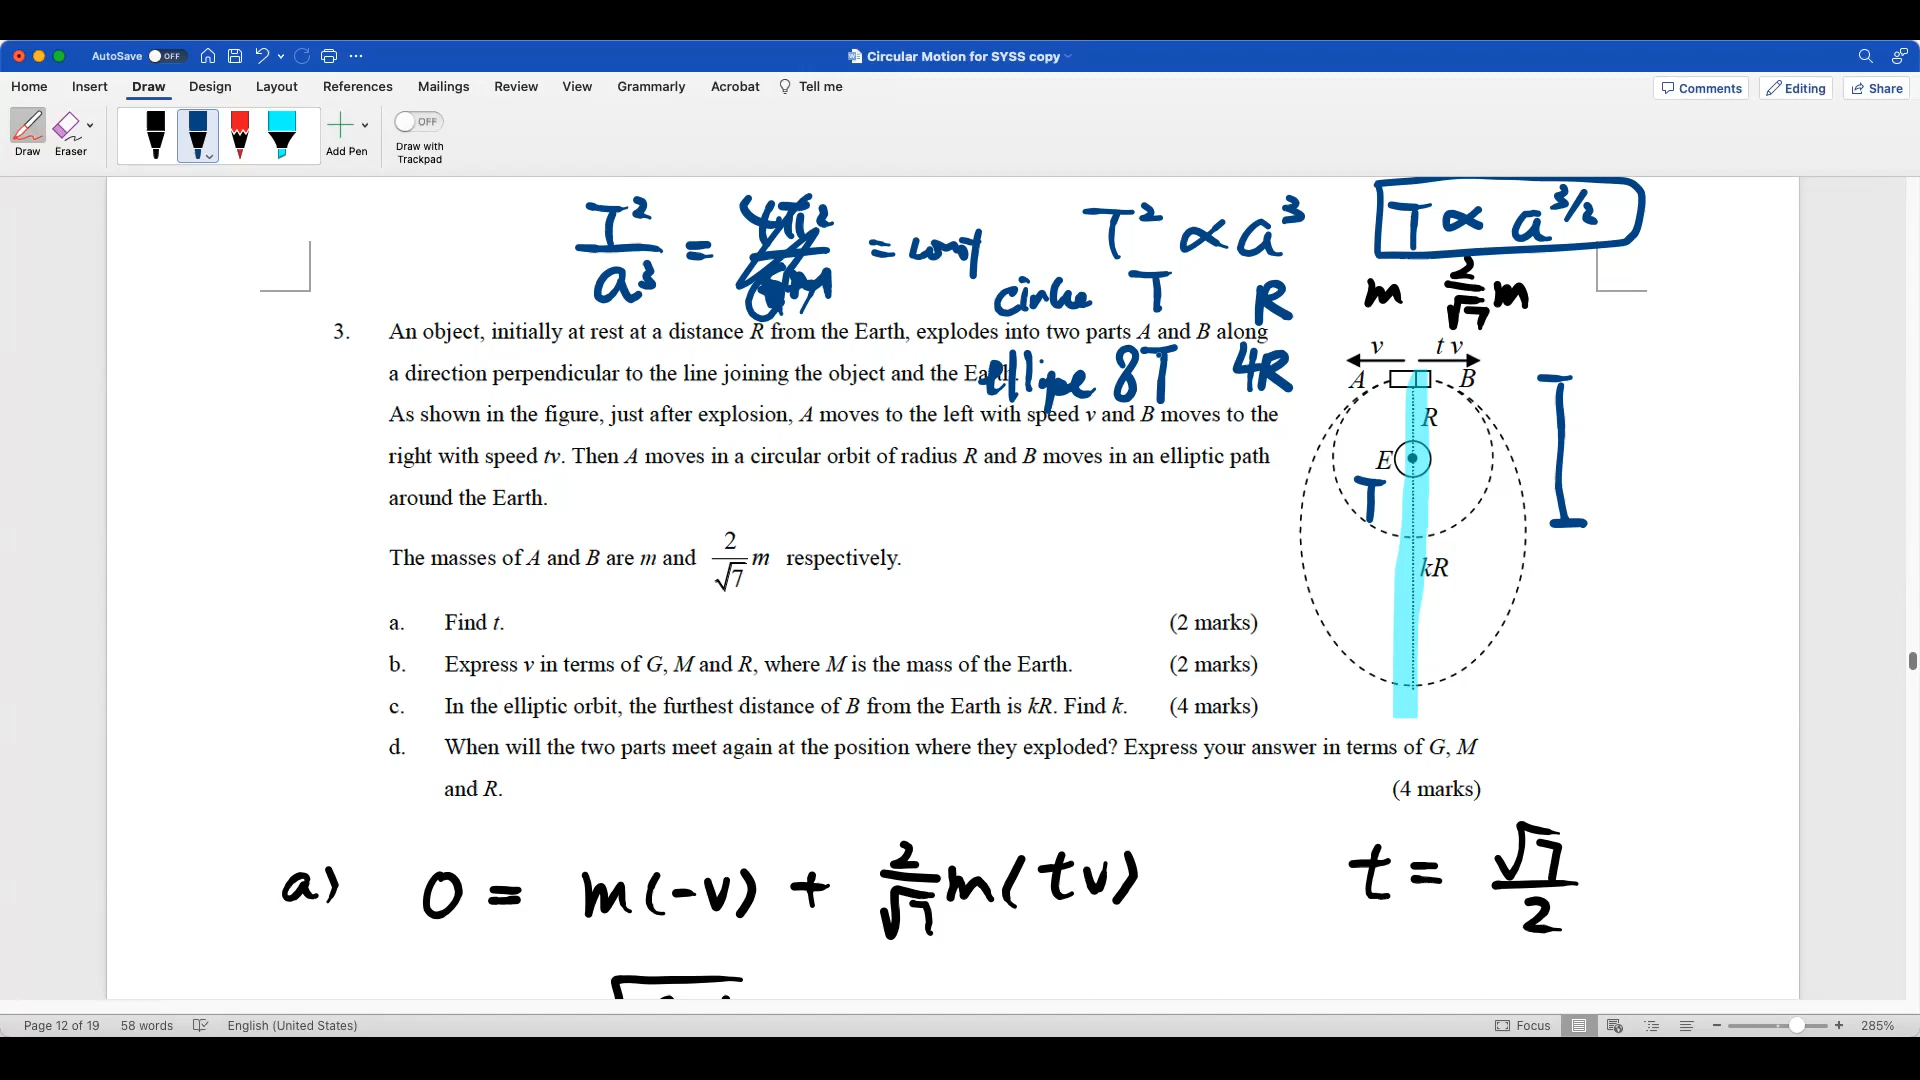 AutoSave OFF
Circular Motion for SYSS copy
Home Insert Draw Design Layout References Mailings Review View Grammarly Acrobat Tell me
Comments Editing Share
Draw Eraser Add Pen OFF Draw with Trackpad
T²/a³ = 4π²/GM = const T² ∝ a³ T ∝ a^3/2
circle T R
m 2/√7 m
3. An object, initially at rest at a distance R from the Earth, explodes into two parts A and B along
a direction perpendicular to the line joining the object and the Earth.
ellipse 8T 4R
As shown in the figure, just after explosion, A moves to the left with speed v and B moves to the
right with speed tv. Then A moves in a circular orbit of radius R and B moves in an elliptic path
around the Earth.
The masses of A and B are m and 2/√7 m respectively.
v t v
A B
R
E
T
kR
a. Find t. (2 marks)
b. Express v in terms of G, M and R, where M is the mass of the Earth. (2 marks)
c. In the elliptic orbit, the furthest distance of B from the Earth is kR. Find k. (4 marks)
d. When will the two parts meet again at the position where they exploded? Express your answer in terms of G, M
and R. (4 marks)
a) 0 = m(-v) + 2/√7 m(tv) t = √7/2
Page 12 of 19 58 words English (United States) Focus 285%